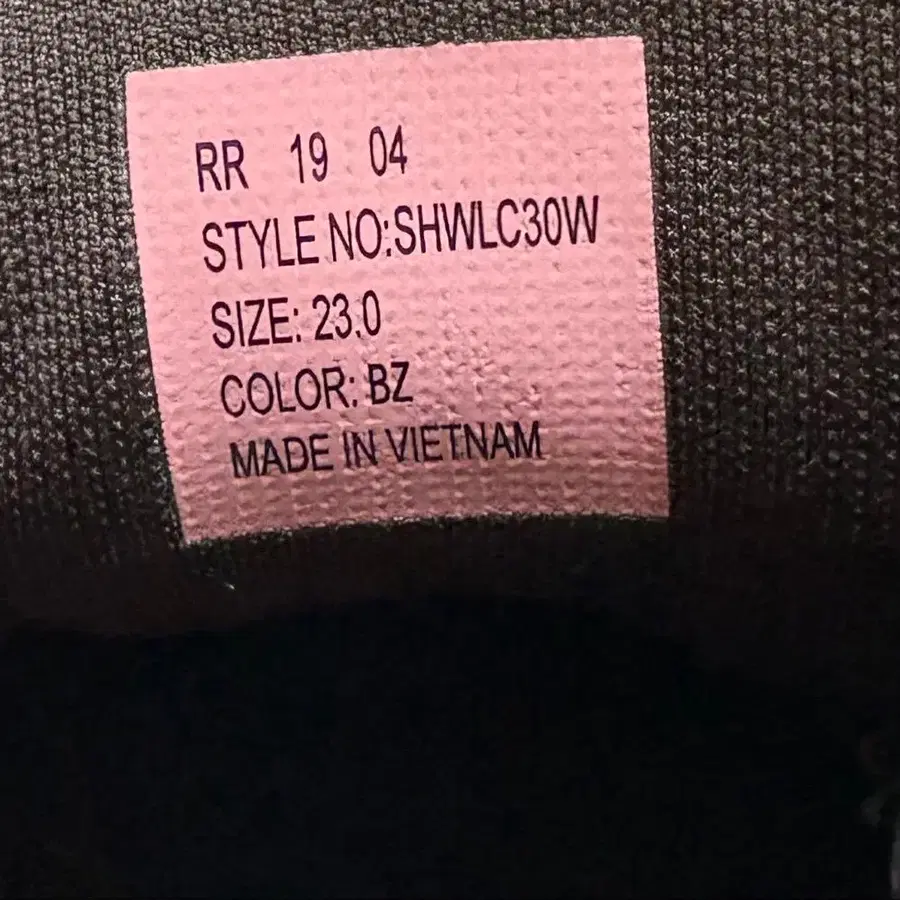 RR 19 04
STYLE NO:SHWLC30W
SIZE: 23.0
COLOR: BZ
MADE IN VIETNAM